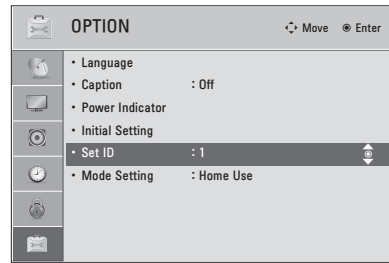 OPTION
Move
Enter
• Language
• Caption : Off
• Power Indicator
• Initial Setting
• Set ID : 1
• Mode Setting : Home Use